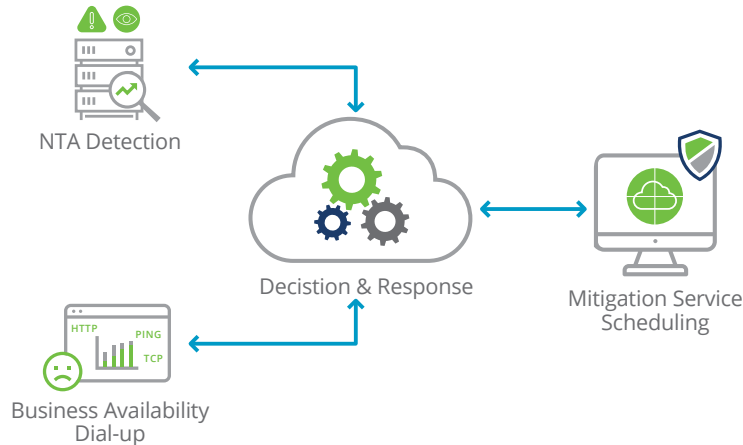 NTA Detection
Decistion & Response
Mitigation Service
Scheduling
HTTP
PING
TCP
Business Availability
Dial-up